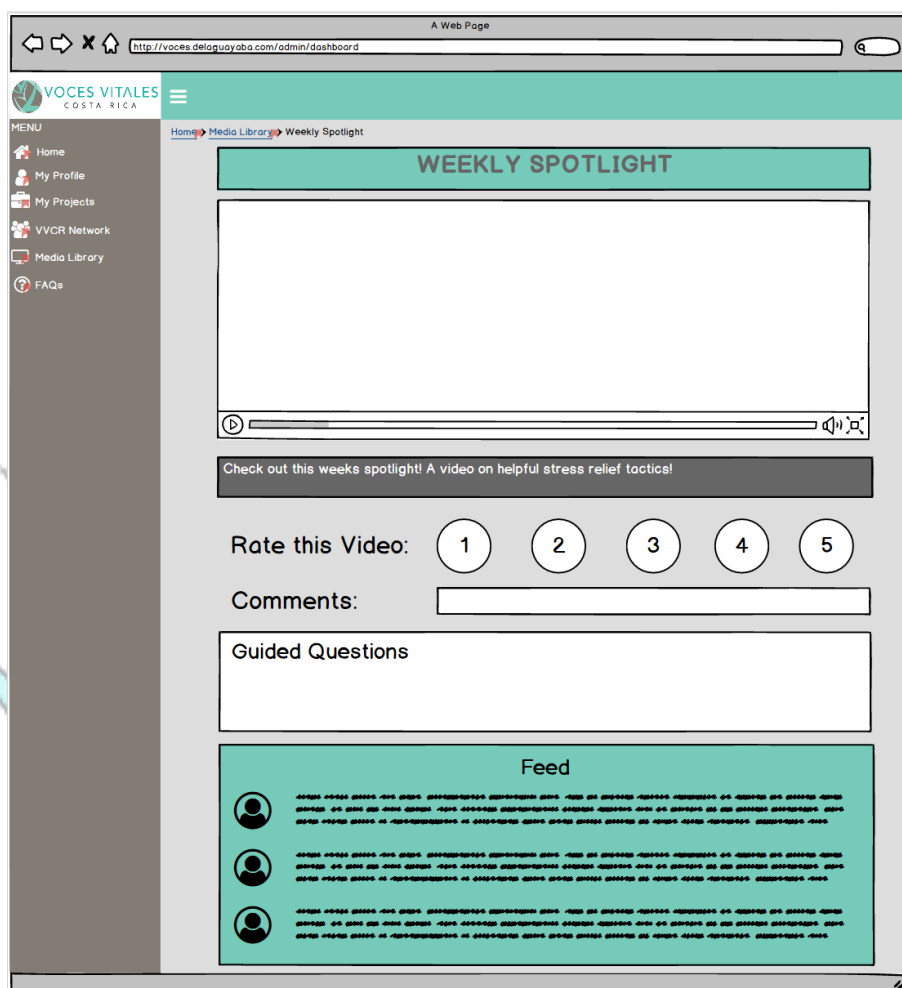 A Web Page
http://voces.delaguayaba.com/admin/dashboard
VOCES VITALES
COSTA RICA
MENU
Home
My Profile
My Projects
VVCR Network
Media Library
FAQs
Home Media Library Weekly Spotlight
WEEKLY SPOTLIGHT
Check out this weeks spotlight! A video on helpful stress relief tactics!
Rate this Video: 1 2 3 4 5
Comments:
Guided Questions
Feed